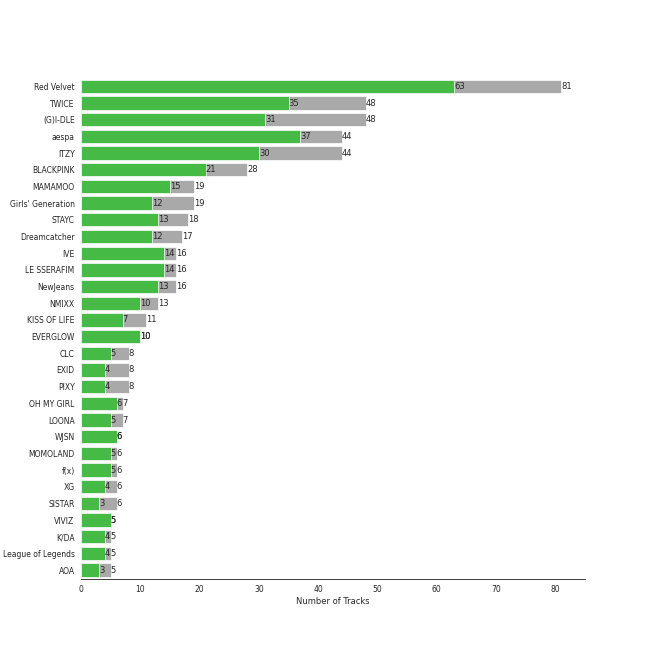 Red Velvet 63 81
TWICE 35 48
(G)I-DLE 31 48
aespa 37 44
ITZY 30 44
BLACKPINK 21 28
MAMAMOO 15 19
Girls' Generation 12 19
STAYC 13 18
Dreamcatcher 12 17
IVE 14 16
LE SSERAFIM 14 16
NewJeans 13 16
NMIXX 10 13
KISS OF LIFE 7 11
EVERGLOW 10 10
CLC 5 8
EXID 4 8
PIXY 4 8
OH MY GIRL 6 7
LOONA 5 7
WJSN 6 6
MOMOLAND 5 6
f(x) 5 6
XG 4 6
SISTAR 3 6
VIVIZ 5 5
K/DA 4 5
League of Legends 4 5
AOA 3 5
0 10 20 30 40 50 60 70 80
Number of Tracks